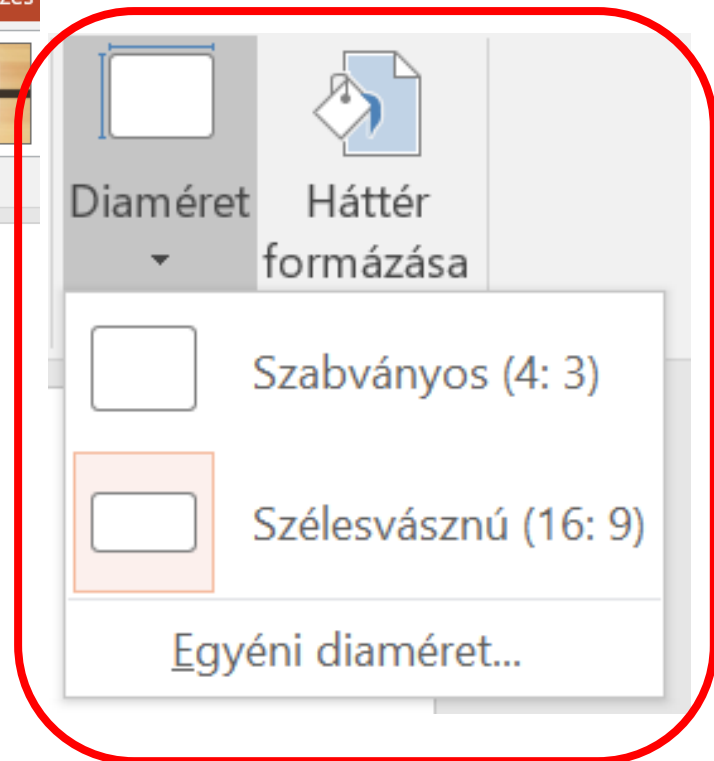 Diaméret
Háttér
formázása
Szabványos (4: 3)
Szélesvásznú (16: 9)
Egyéni diaméret...